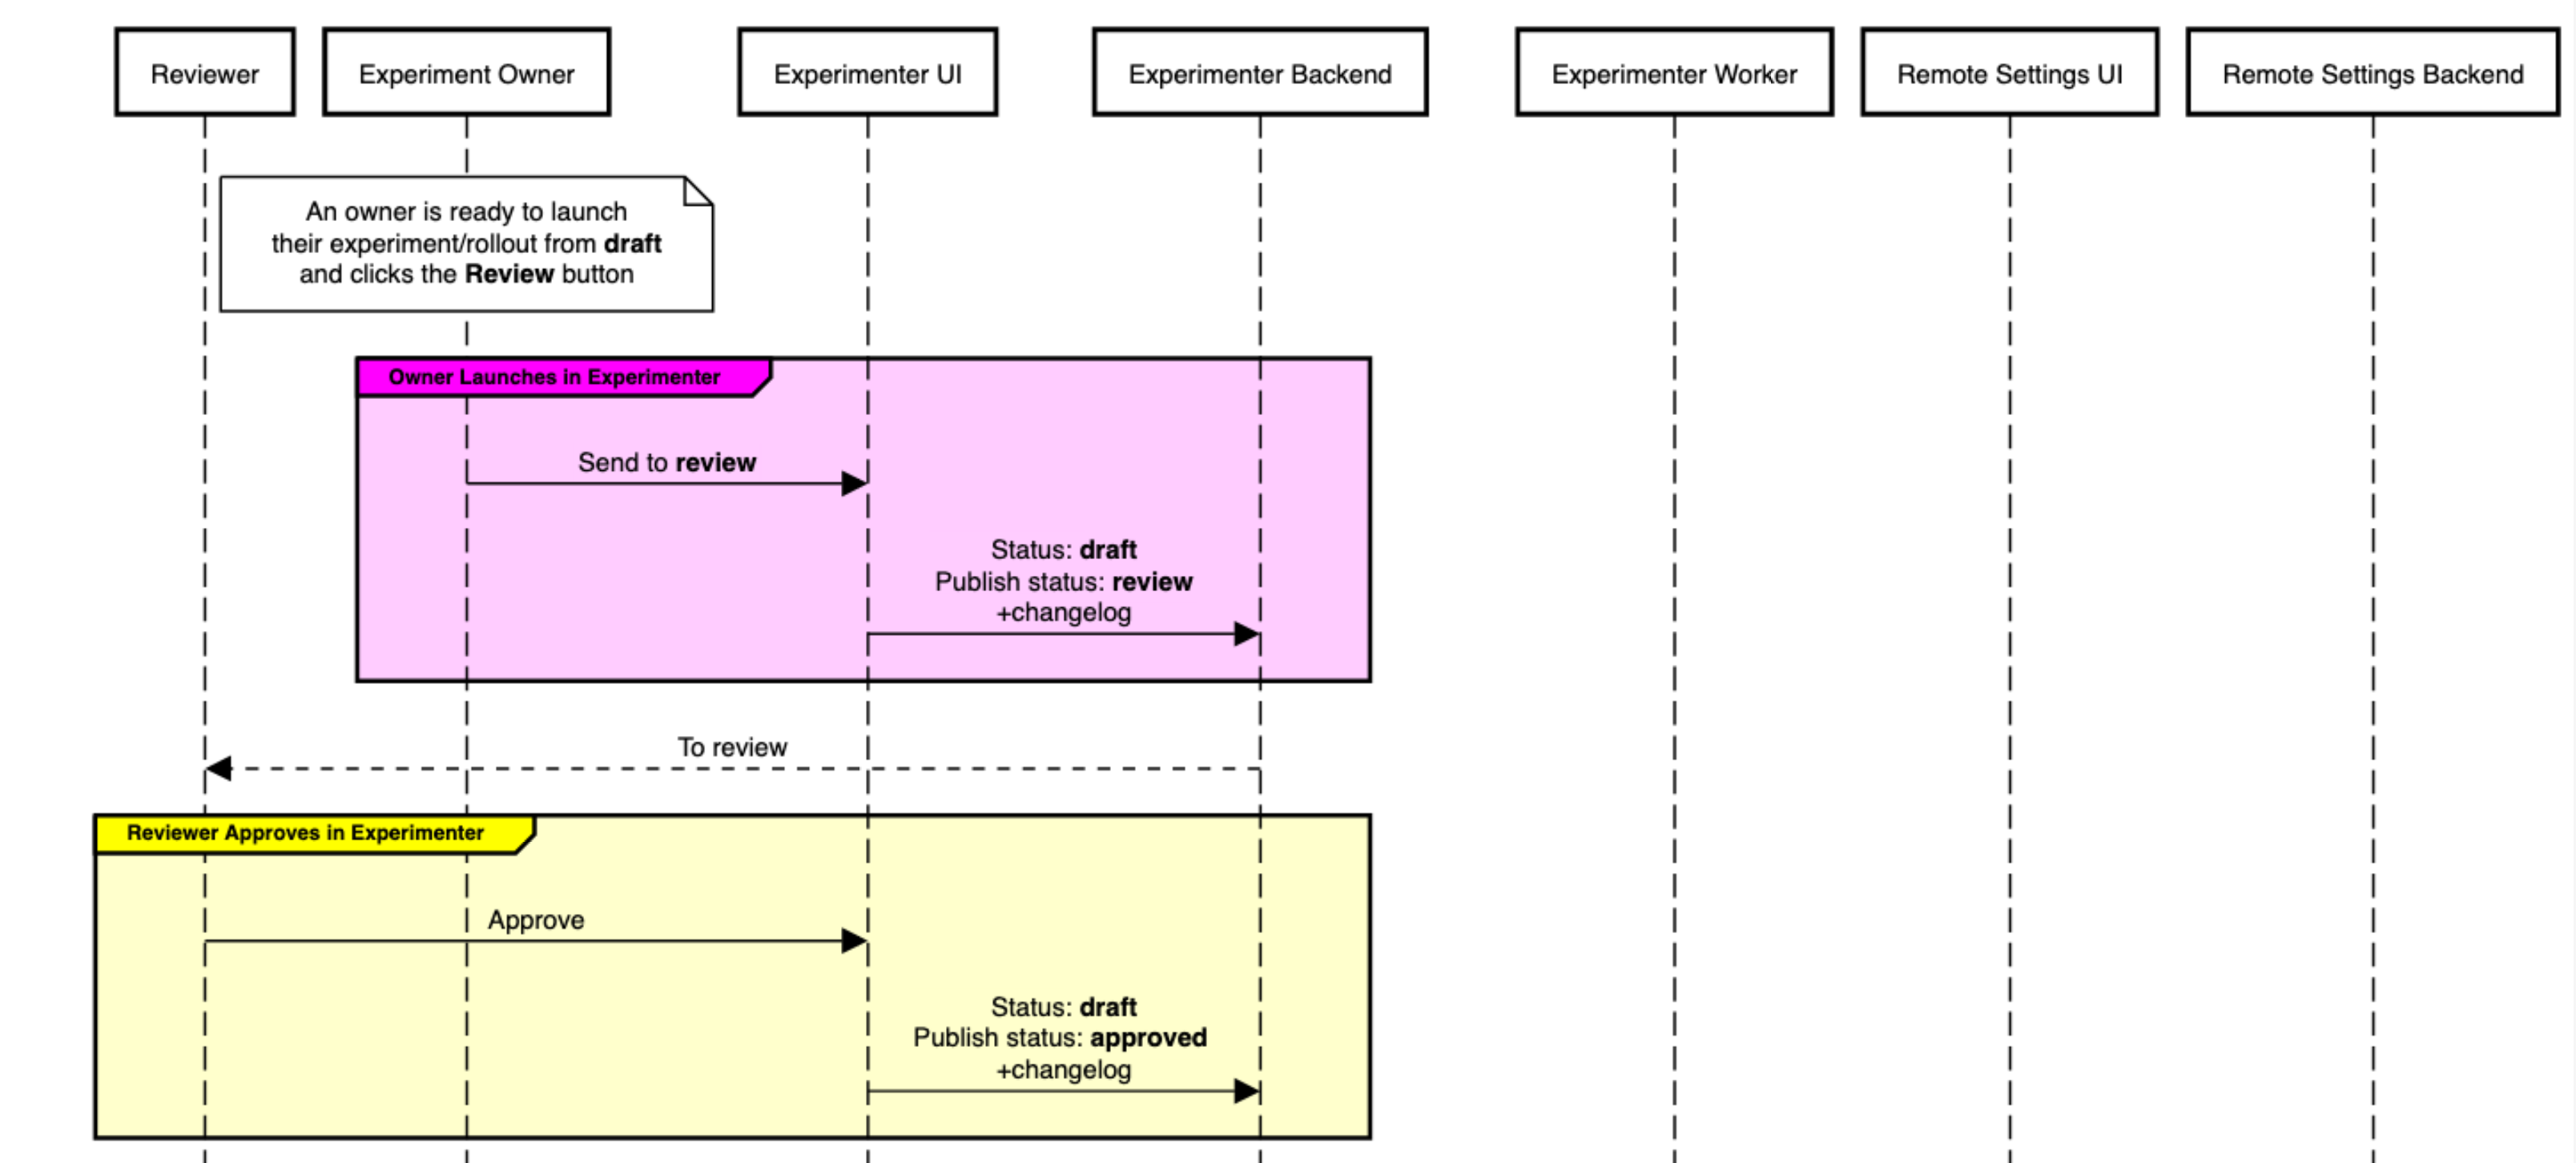 Reviewer
Experiment Owner
Experimenter UI
Experimenter Backend
Experimenter Worker
Remote Settings UI
Remote Settings Backend
An owner is ready to launch
their experiment/rollout from draft
and clicks the Review button
Owner Launches in Experimenter
Send to review
Status: draft
Publish status: review
+changelog
To review
Reviewer Approves in Experimenter
Approve
Status: draft
Publish status: approved
+changelog